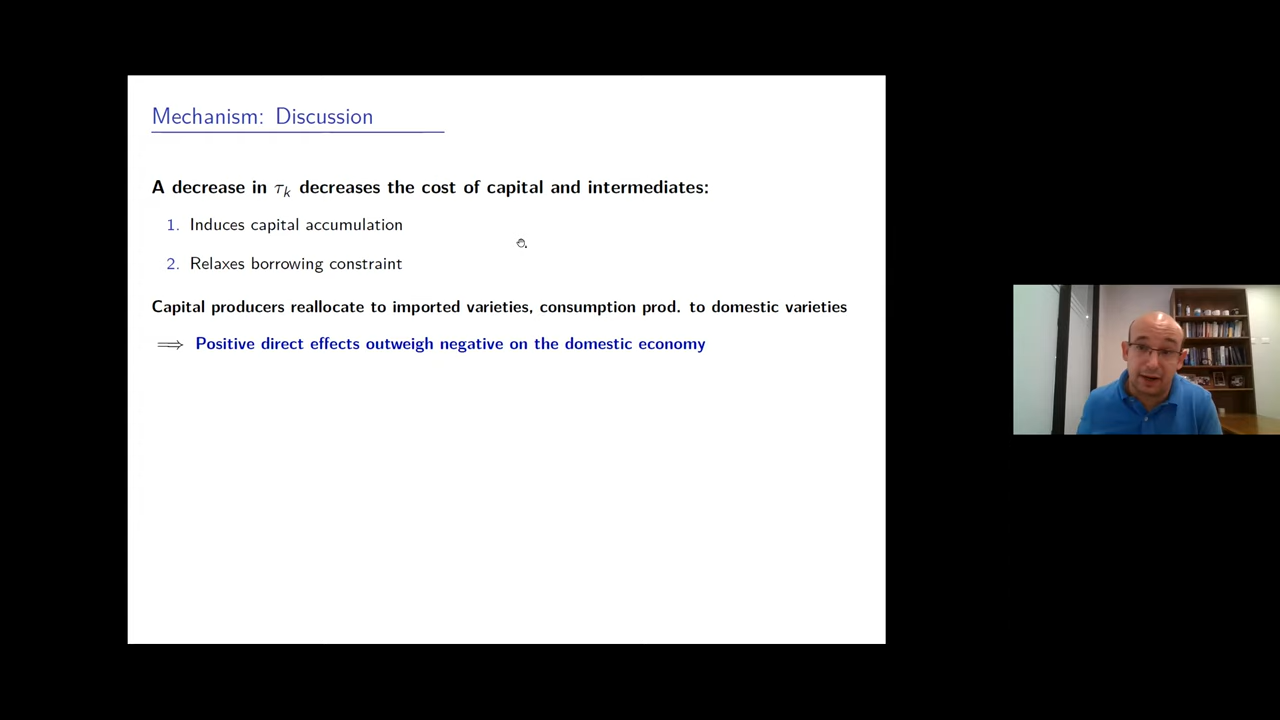 Mechanism: Discussion
A decrease in τk decreases the cost of capital and intermediates:
1. Induces capital accumulation
2. Relaxes borrowing constraint
Capital producers reallocate to imported varieties, consumption prod. to domestic varieties
⟹ Positive direct effects outweigh negative on the domestic economy